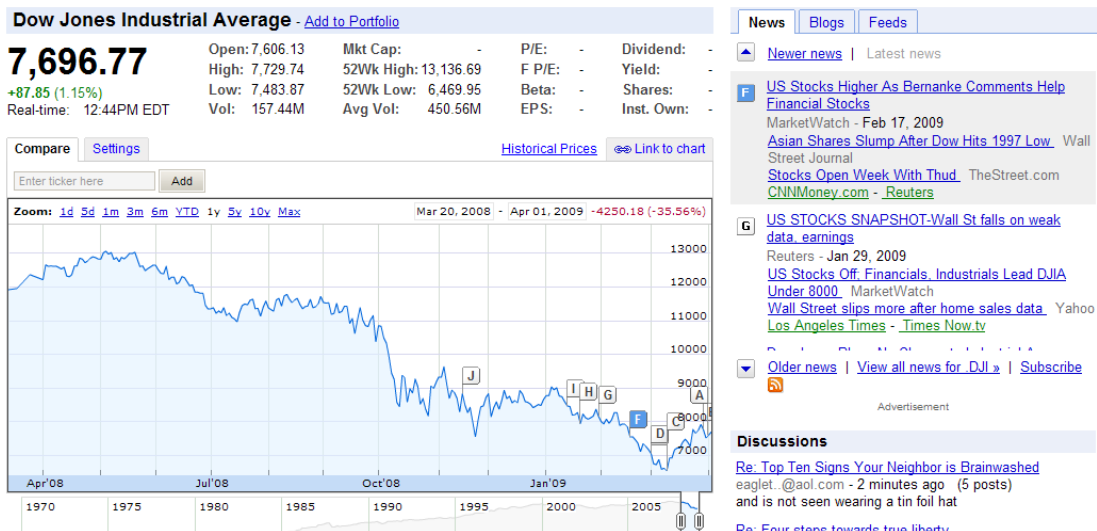 Dow Jones Industrial Average - Add to Portfolio
7,696.77
+87.85 (1.15%)
Real-time: 12:44PM EDT
Open: 7,606.13 Mkt Cap: - P/E: - Dividend: -
High: 7,729.74 52Wk High: 13,136.69 F P/E: - Yield: -
Low: 7,483.87 52Wk Low: 6,469.95 Beta: - Shares: -
Vol: 157.44M Avg Vol: 450.56M EPS: - Inst. Own: -
Compare Settings Historical Prices Link to chart
Enter ticker here Add
Zoom: 1d 5d 1m 3m 6m YTD 1y 5y 10y Max Mar 20, 2008 - Apr 01, 2009 -4250.18 (-35.56%)
13000
12000
11000
10000
9000
8000
7000
J
I H G
F
D
C
A
Apr'08 Jul'08 Oct'08 Jan'09
1970 1975 1980 1985 1990 1995 2000 2005
News Blogs Feeds
Newer news | Latest news
F
US Stocks Higher As Bernanke Comments Help
Financial Stocks
MarketWatch - Feb 17, 2009
Asian Shares Slump After Dow Hits 1997 Low Wall
Street Journal
Stocks Open Week With Thud TheStreet.com
CNNMoney.com - Reuters
G
US STOCKS SNAPSHOT-Wall St falls on weak
data, earnings
Reuters - Jan 29, 2009
US Stocks Off; Financials, Industrials Lead DJIA
Under 8000 MarketWatch
Wall Street slips more after home sales data Yahoo
Los Angeles Times - Times Now.tv
Older news | View all news for .DJI » | Subscribe
Advertisement
Discussions
Re: Top Ten Signs Your Neighbor is Brainwashed
eaglet..@aol.com - 2 minutes ago (5 posts)
and is not seen wearing a tin foil hat
Re: Four steps towards true liberty